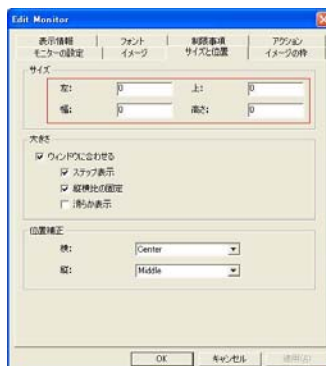 Edit Monitor
表示情報 フォント 制限事項 アクション
モニターの設定 イメージ サイズと位置 イメージの枠
サイズ
左: 0 上: 0
幅: 0 高さ: 0
大きさ
ウィンドウに合わせる
ステップ表示
縦横比の固定
滑らか表示
位置補正
横: Center
縦: Middle
OK キャンセル 適用(A)